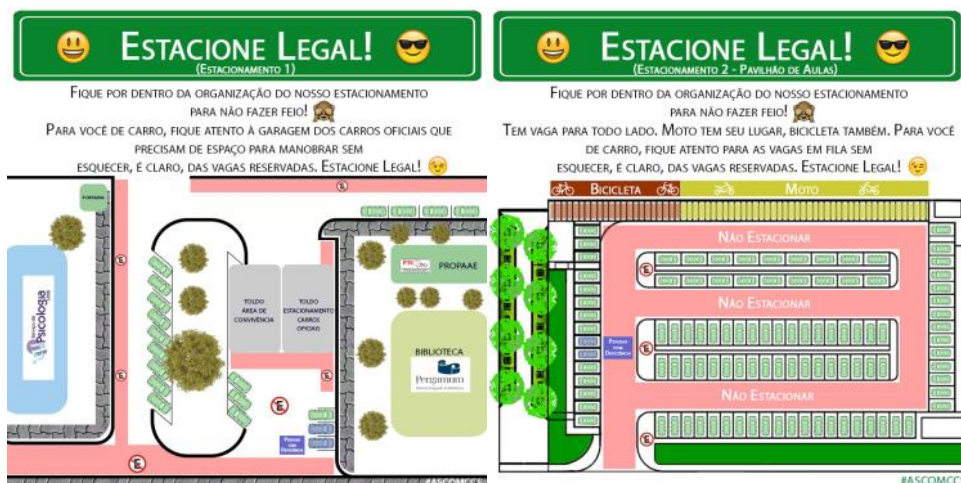 ESTACIONE LEGAL!
(ESTACIONAMENTO 1)
FIQUE POR DENTRO DA ORGANIZAÇÃO DO NOSSO ESTACIONAMENTO
PARA NÃO FAZER FEIO!
PARA VOCÊ DE CARRO, FIQUE ATENTO À GARAGEM DOS CARROS OFICIAIS QUE
PRECISAM DE ESPAÇO PARA MANOBRAR SEM
ESQUECER, É CLARO, DAS VAGAS RESERVADAS. ESTACIONE LEGAL!
PORTARIA
E
E
Serviço de
Psicologia
E
TOLDO
ÁREA DE
CONVIVÊNCIA
TOLDO
ESTACIONAMENTO
CARROS
OFICIAIS
E
PROPAAE
BIBLIOTECA
Pergamum
E
E
PESSOAS
COM
DEFICIÊNCIA
E
#ASCOMCCS
ESTACIONE LEGAL!
(ESTACIONAMENTO 2 - PAVILHÃO DE AULAS)
FIQUE POR DENTRO DA ORGANIZAÇÃO DO NOSSO ESTACIONAMENTO
PARA NÃO FAZER FEIO!
TEM VAGA PARA TODO LADO. MOTO TEM SEU LUGAR, BICICLETA TAMBÉM. PARA VOCÊ
DE CARRO, FIQUE ATENTO PARA AS VAGAS EM FILA SEM
ESQUECER, É CLARO, DAS VAGAS RESERVADAS. ESTACIONE LEGAL!
BICICLETA
MOTO
NÃO ESTACIONAR
E
NÃO ESTACIONAR
PESSOAS
COM
DEFICIÊNCIA
E
NÃO ESTACIONAR
E
#ASCOMCCS